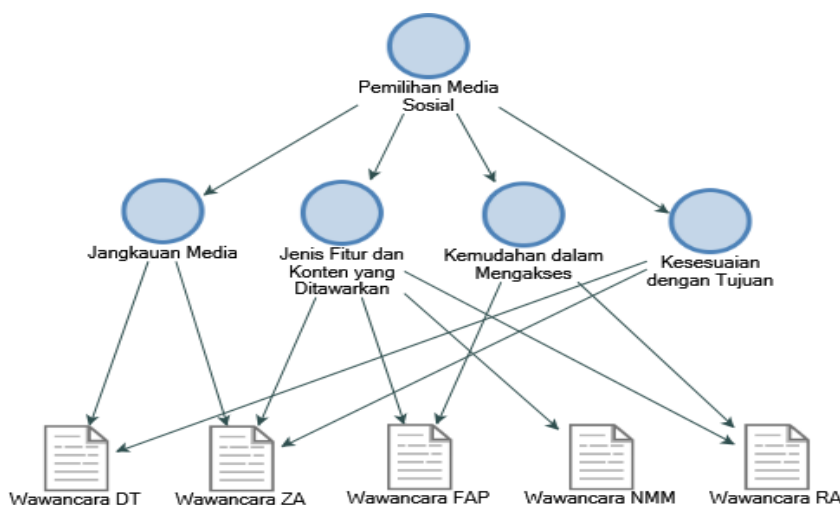 Pemilihan Media
Sosial
Jangkauan Media
Jenis Fitur dan
Konten yang
Ditawarkan
Kemudahan dalam
Mengakses
Kesesuaian
dengan Tujuan
Wawancara DT
Wawancara ZA
Wawancara FAP
Wawancara NMM
Wawancara RA